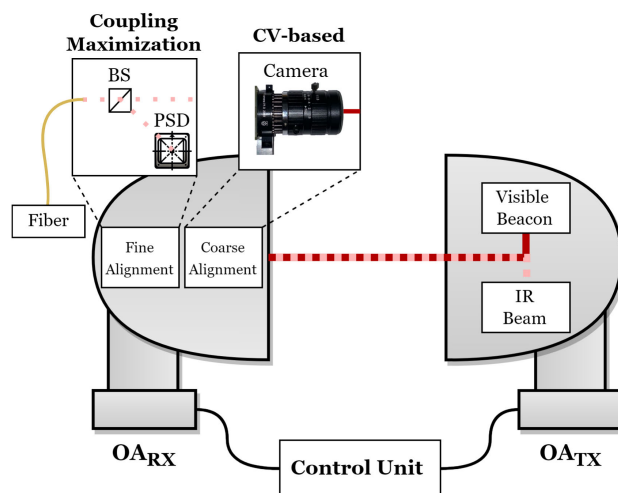 Coupling
Maximization
BS
PSD
CV-based
Camera
Fiber
Fine
Alignment
Coarse
Alignment
Visible
Beacon
IR
Beam
OARX
Control Unit
OATX